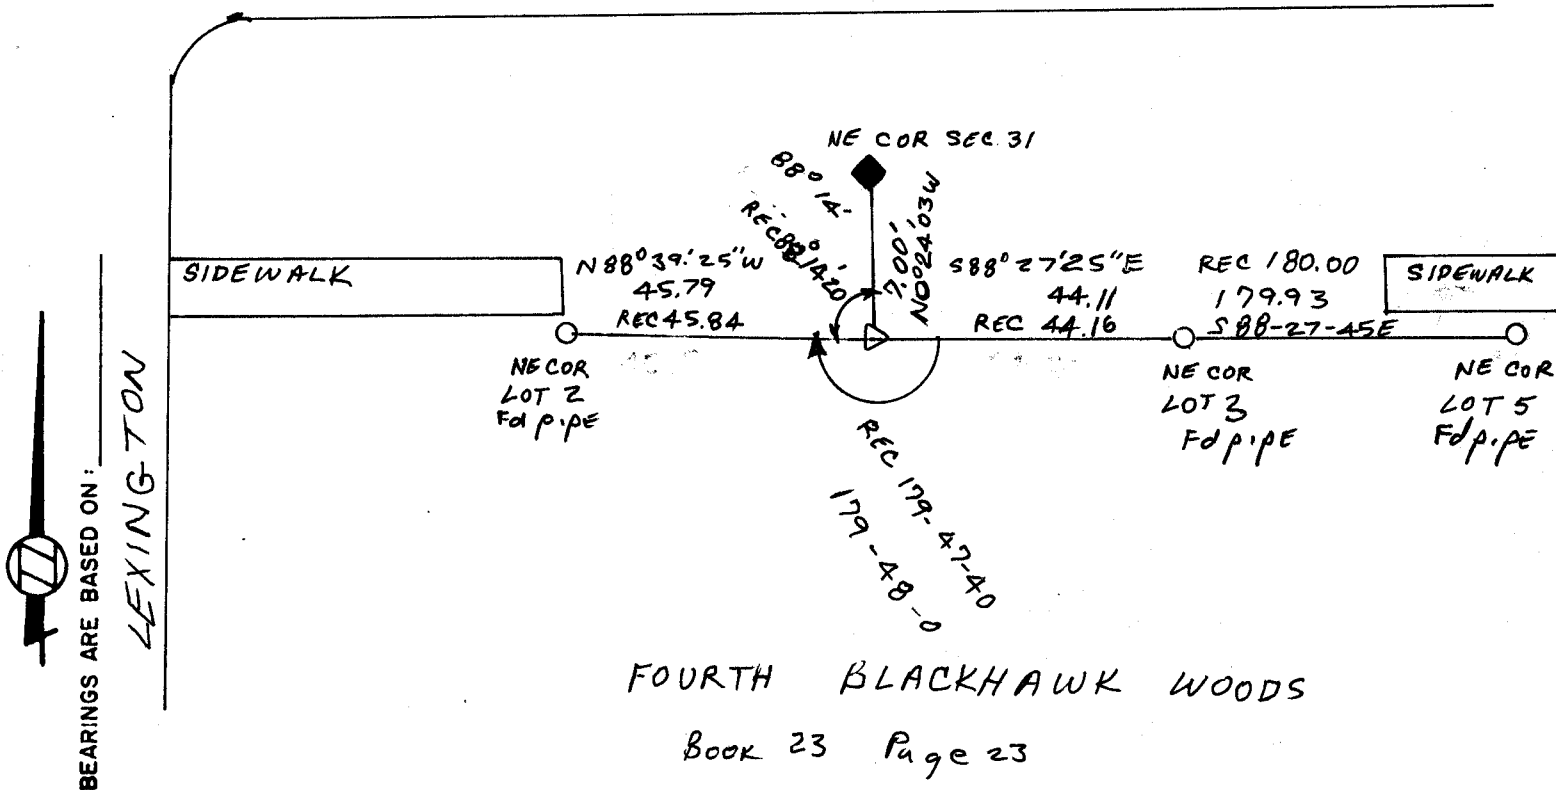 NE COR SEC. 31
88° 14'
REC 88° 14' 20
7.00'
N0°24'03W
SIDEWALK
N88°39'25"W
45.79
REC 45.84
S88°27'25"E
44.11
REC 44.16
REC 180.00
179.93
S88-27-45E
SIDEWALK
NE COR
LOT 2
Fd pipE
NE COR
LOT 3
Fd pipE
NE COR
LOT 5
Fd pipE
REC 179-47-40
179-48-0
LEXINGTON
BEARINGS ARE BASED ON:
FOURTH BLACKHAWK WOODS
Book 23 Page 23